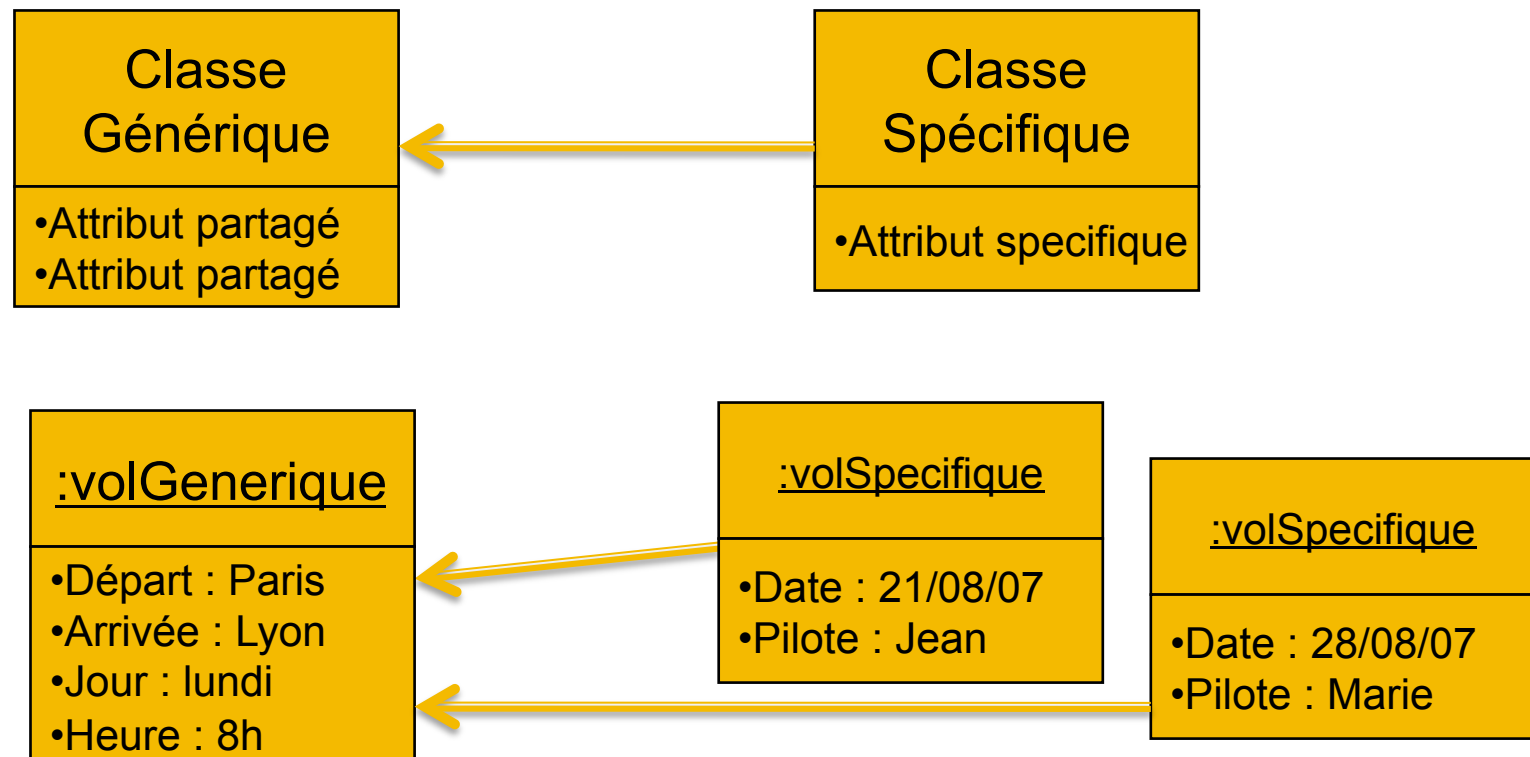 Classe
Générique
•Attribut partagé
•Attribut partagé
Classe
Spécifique
•Attribut specifique
:volGenerique
•Départ : Paris
•Arrivée : Lyon
•Jour : lundi
•Heure : 8h
:volSpecifique
•Date : 21/08/07
•Pilote : Jean
:volSpecifique
•Date : 28/08/07
•Pilote : Marie